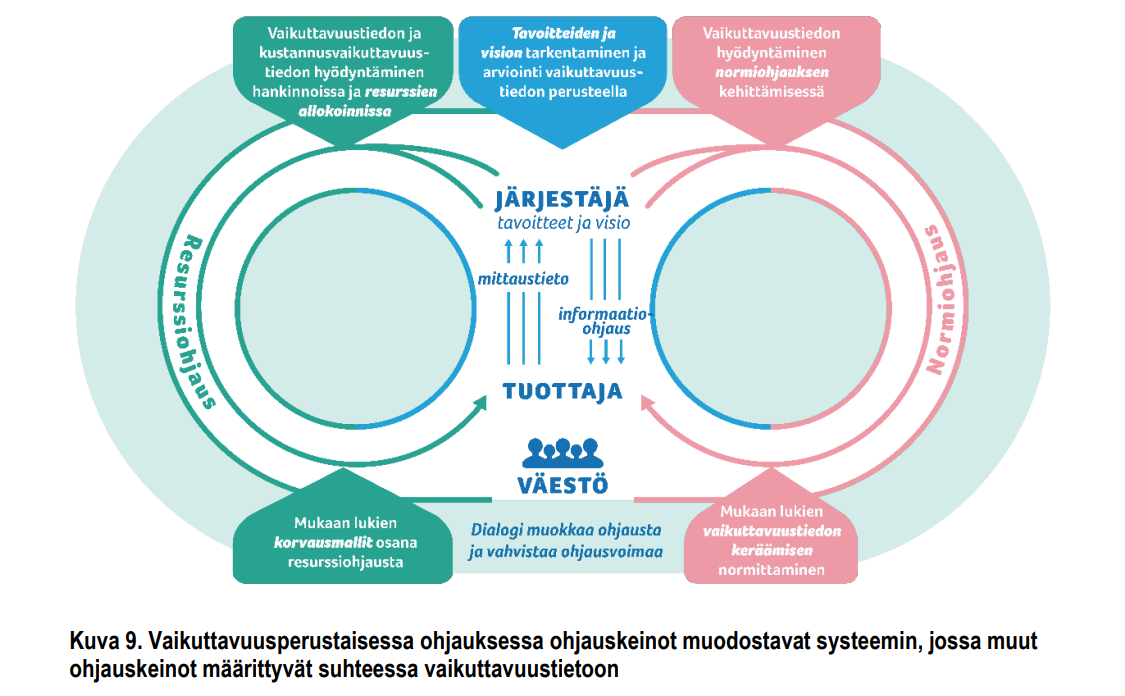 Vaikuttavuustiedon ja
kustannusvaikuttavuus-
tiedon hyödyntäminen
hankinnoissa ja resurssien
allokoinnissa
Tavoitteiden ja
vision tarkentaminen ja
arviointi vaikuttavuus-
tiedon perusteella
Vaikuttavuustiedon
hyödyntäminen
normiohjauksen
kehittämisessä
JÄRJESTÄJÄ
tavoitteet ja visio
mittaustieto
informaatio-
ohjaus
TUOTTAJA
Resurssiohjaus
Normiohjaus
VÄESTÖ
Mukaan lukien
korvausmallit osana
resurssiohjausta
Dialogi muokkaa ohjausta
ja vahvistaa ohjausvoimaa
Mukaan lukien
vaikuttavuustiedon
keräämisen
normittaminen
Kuva 9. Vaikuttavuusperustaisessa ohjauksessa ohjauskeinot muodostavat systeemin, jossa muut
ohjauskeinot määrittyvät suhteessa vaikuttavuustietoon